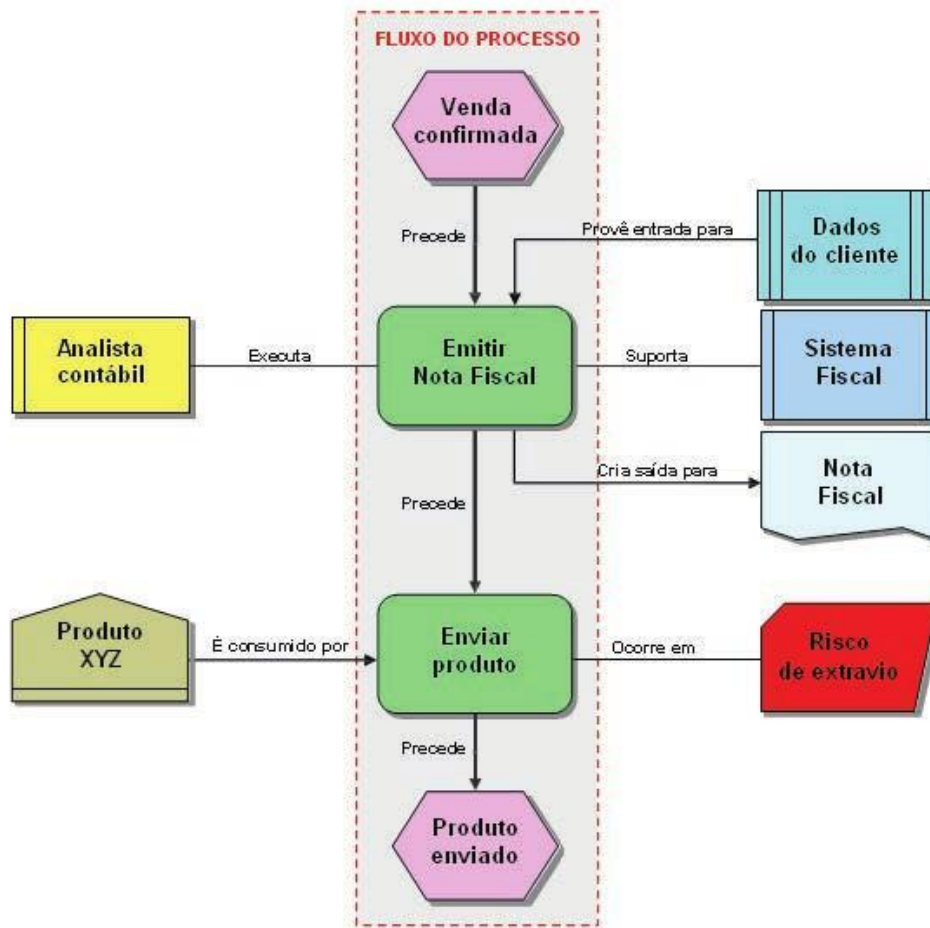 FLUXO DO PROCESSO
Venda
confirmada
Precede
Provê entrada para
Dados
do cliente
Analista
contábil
Executa
Emitir
Nota Fiscal
Suporta
Sistema
Fiscal
Cria saída para
Nota
Fiscal
Precede
Produto
XYZ
É consumido por
Enviar
produto
Ocorre em
Risco
de extravio
Precede
Produto
enviado